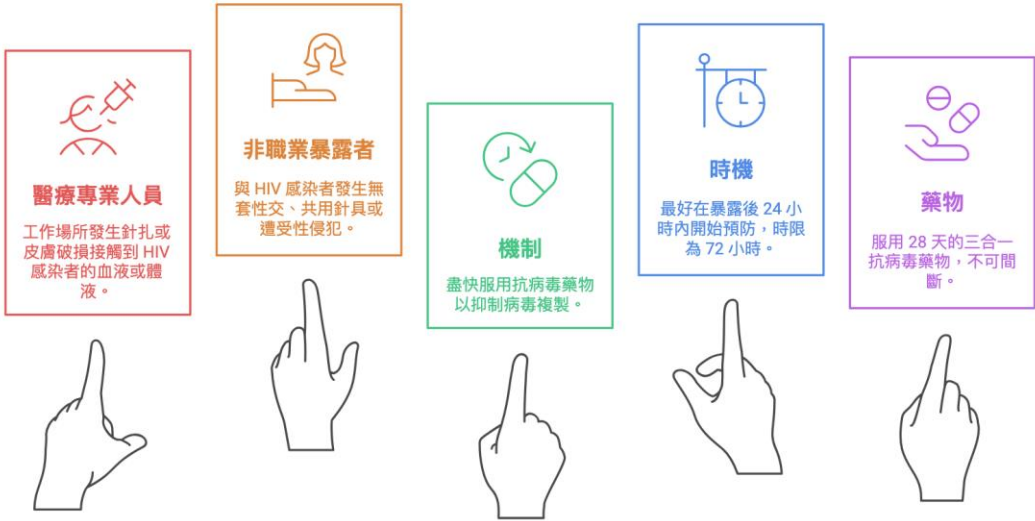 醫療專業人員
工作場所發生針扎或
皮膚破損接觸到 HIV
感染者的血液或體
液。
非職業暴露者
與 HIV 感染者發生無
套性交、共用針具或
遭受性侵犯。
機制
盡快服用抗病毒藥物
以抑制病毒複製。
時機
最好在暴露後 24 小
時內開始預防，時限
為 72 小時。
藥物
服用 28 天的三合一
抗病毒藥物，不可間
斷。